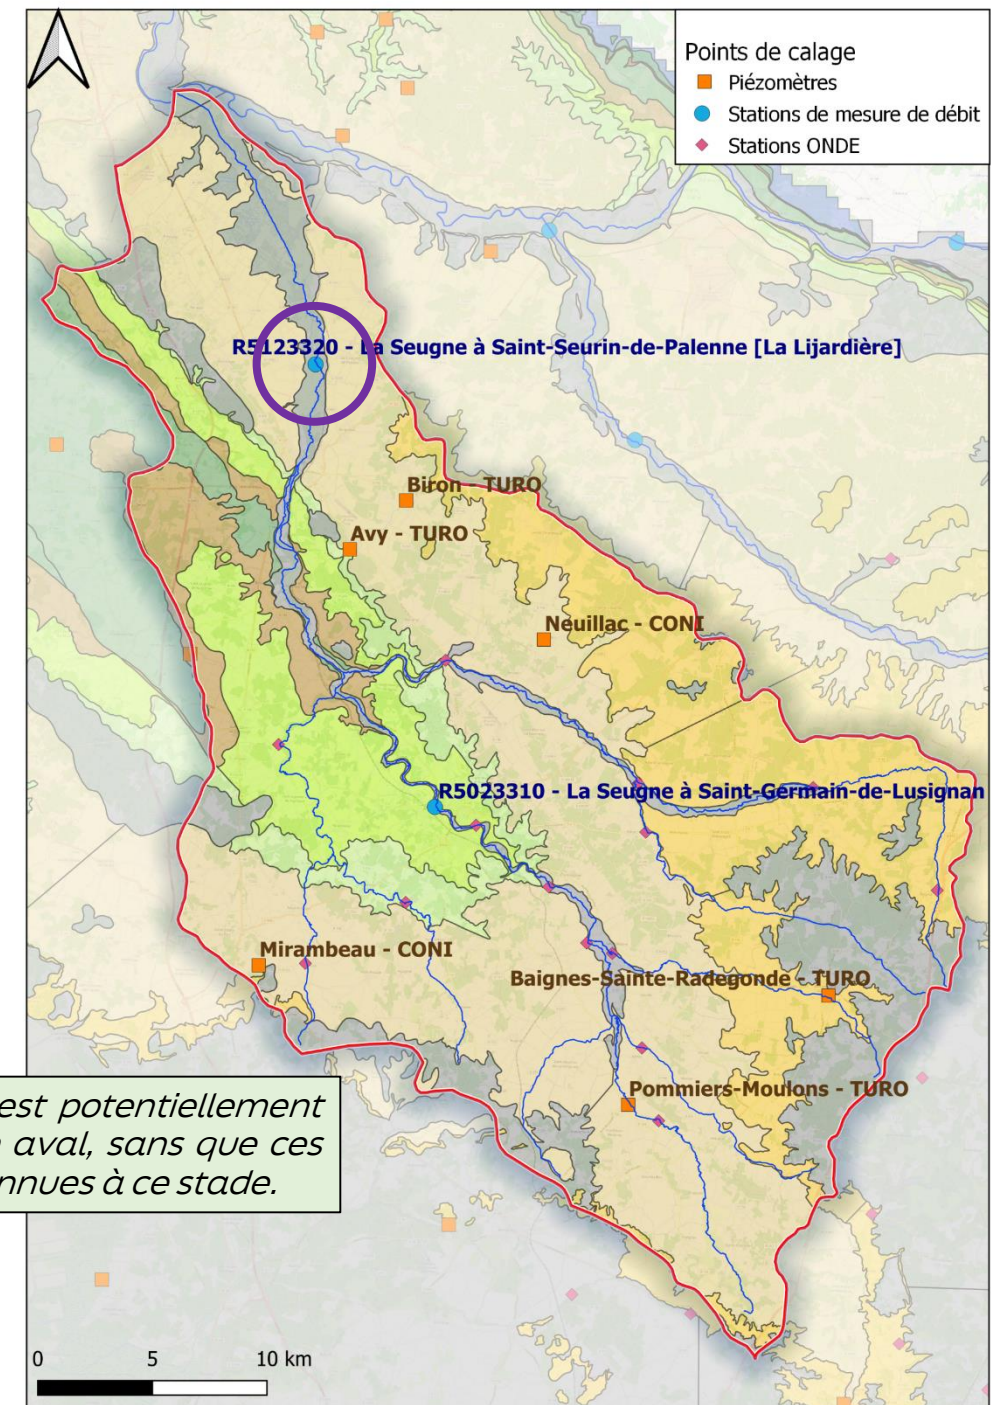 Points de calage
Piézomètres
Stations de mesure de débit
Stations ONDE
R5123320 - La Seugne à Saint-Seurin-de-Palenne [La Lijardière]
Biron - TURO
Avy - TURO
Neuillac - CONI
R5023310 - La Seugne à Saint-Germain-de-Lusignan
Mirambeau - CONI
Baignes-Sainte-Radegonde - TURO
Pommiers-Moulons - TURO
est potentiellement
aval, sans que ces
nnues à ce stade.
0 5 10 km